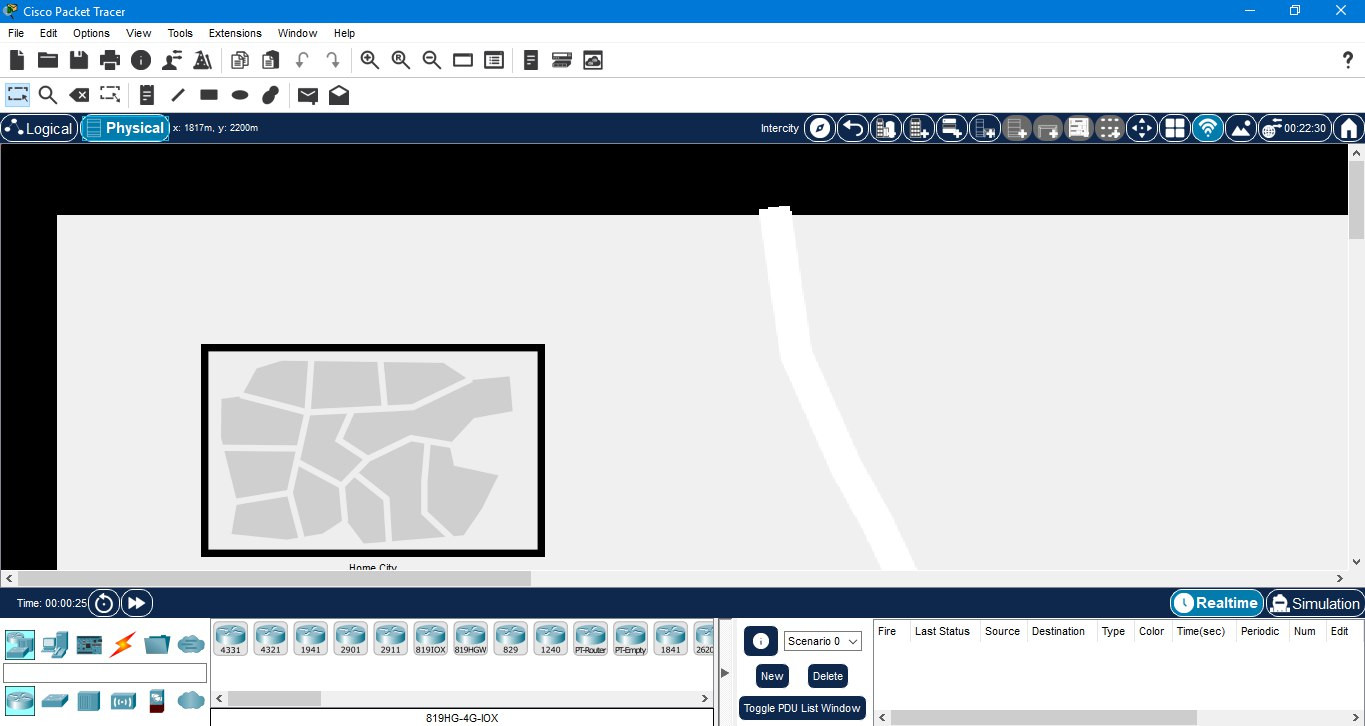 Cisco Packet Tracer
File Edit Options View Tools Extensions Window Help
Logical Physical x: 1817m, y: 2200m Intercity 00:22:30
Home City
Time: 00:00:25 Realtime Simulation
4331 4321 1941 2901 2911 819IOX 819HGW 829 1240 PT-Router PT-Empty 1841 2620
Scenario 0
New Delete
Toggle PDU List Window
Fire Last Status Source Destination Type Color Time(sec) Periodic Num Edit
819HG-4G-IOX